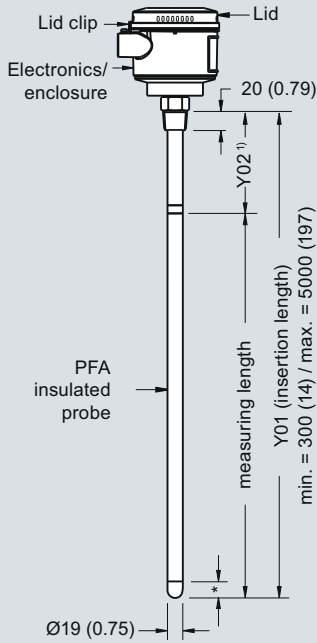 Lid clip
Lid
Electronics/
enclosure
20 (0.79)
Y02 1)
Y01 (insertion length)
min. = 300 (14) / max. = 5000 (197)
measuring length
PFA
insulated
probe
*
Ø19 (0.75)